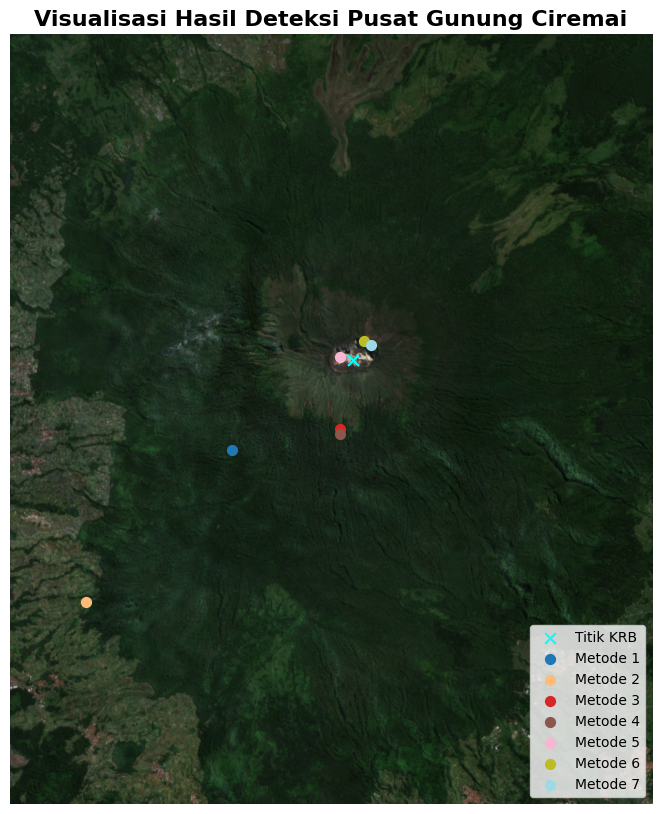 Visualisasi Hasil Deteksi Pusat Gunung Ciremai
Titik KRB
Metode 1
Metode 2
Metode 3
Metode 4
Metode 5
Metode 6
Metode 7